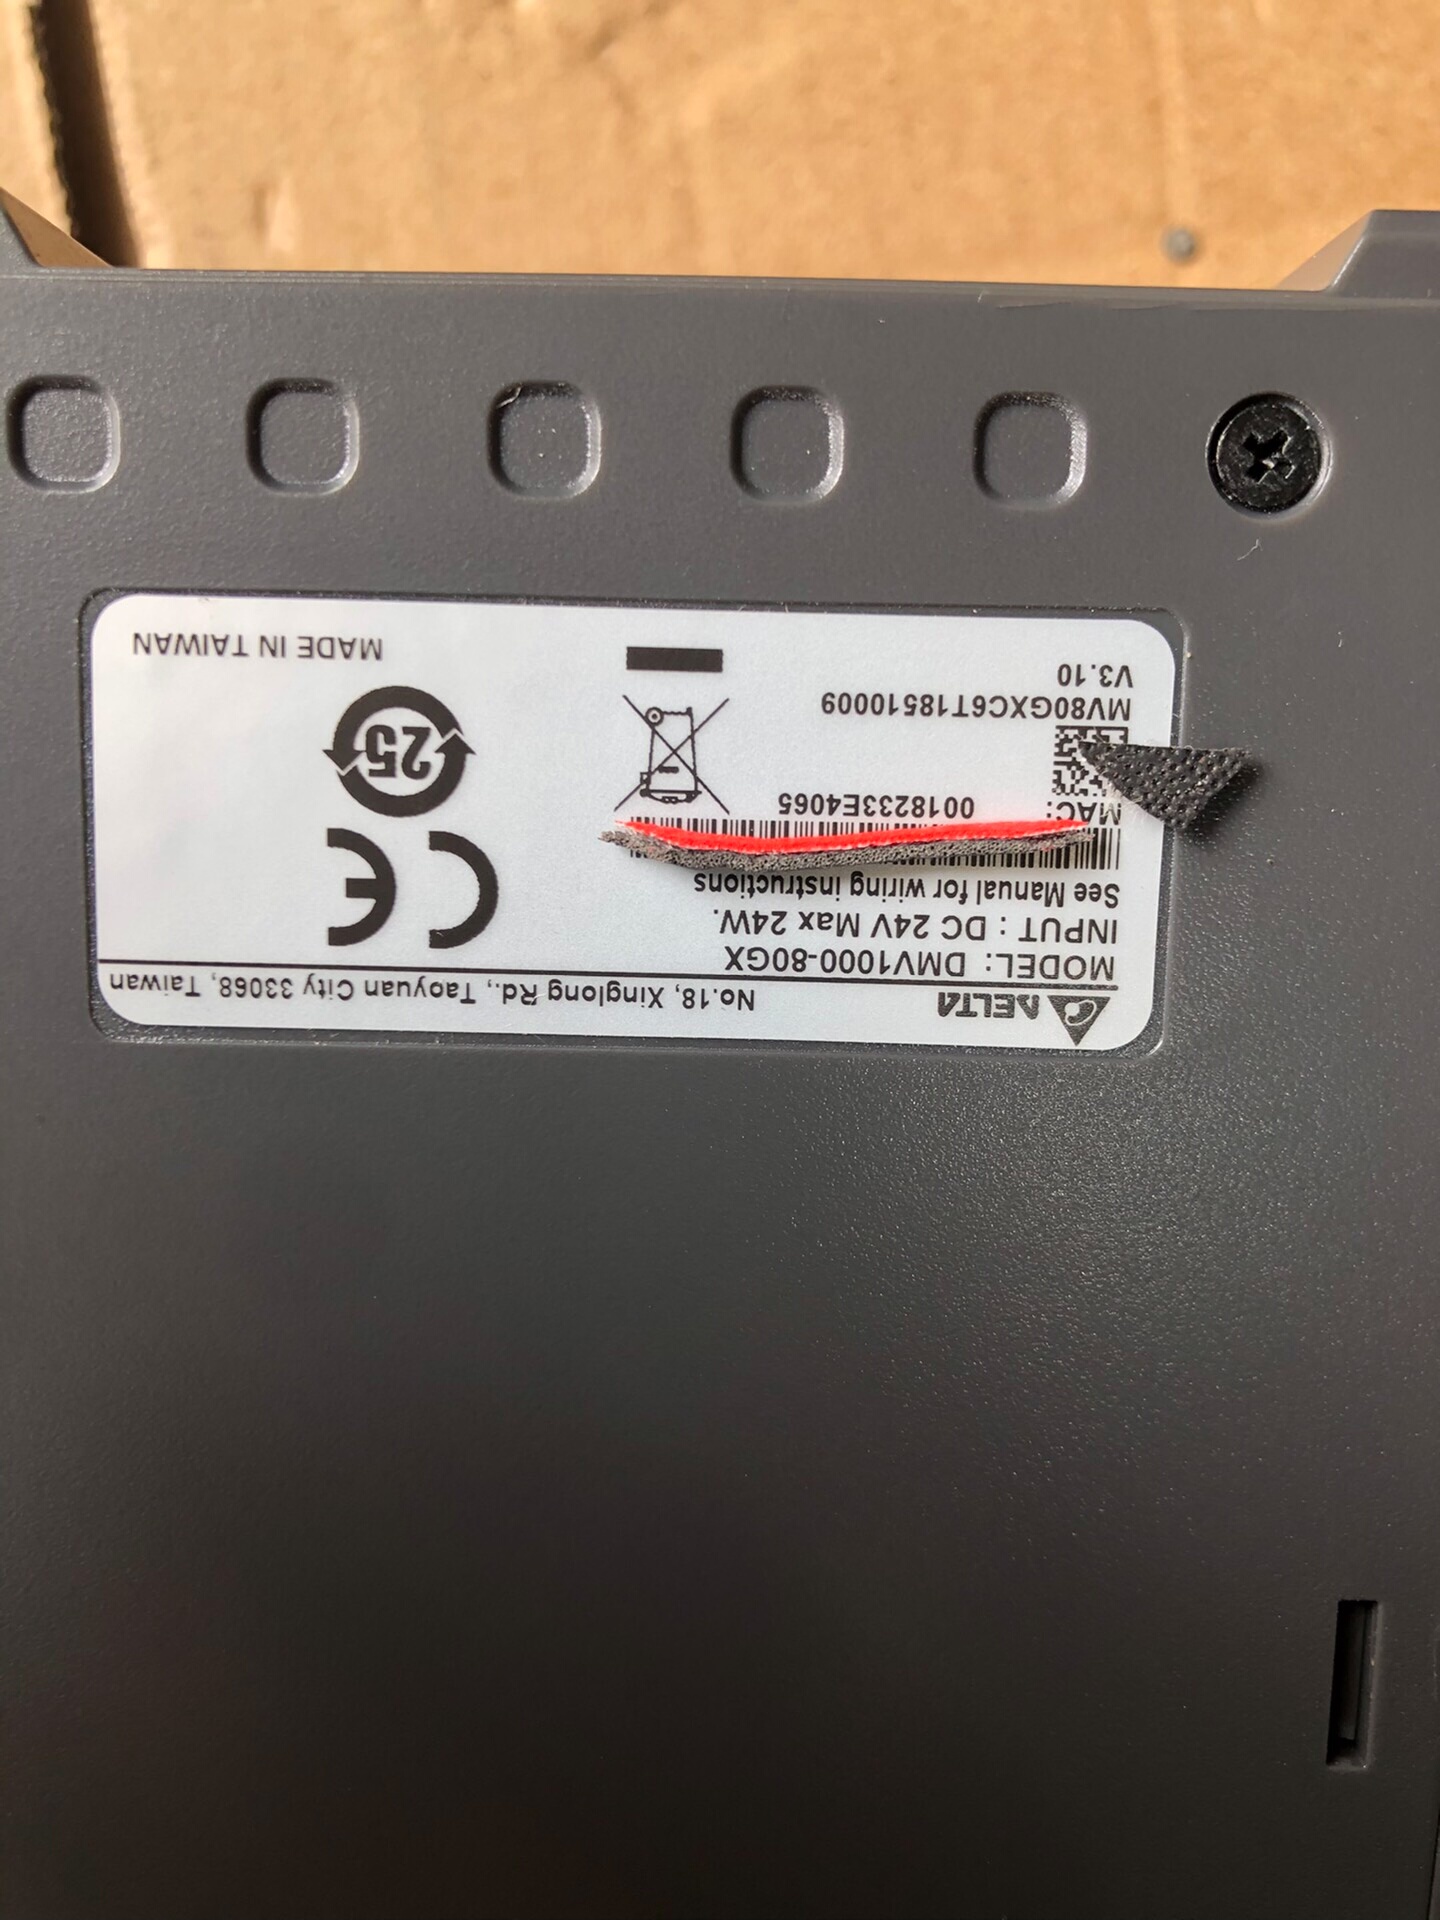 DELTA No.18, Xinglong Rd., Taoyuan City 33068, Taiwan
MODEL: DMV1000-80GX
INPUT : DC 24V Max 24W.
See Manual for wiring instructions
MAC: 0018233E4065
MV80GXC6T18510009
V3.10
25
MADE IN TAIWAN